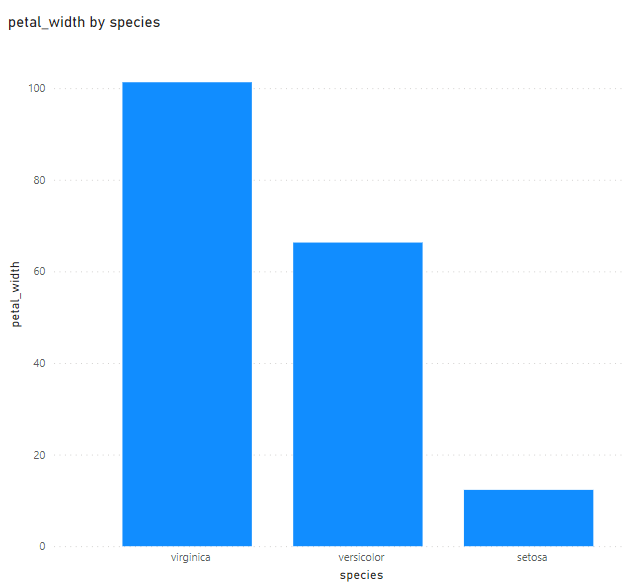 petal_width by species
100
80
60
40
20
0
petal_width
virginica
versicolor
setosa
species